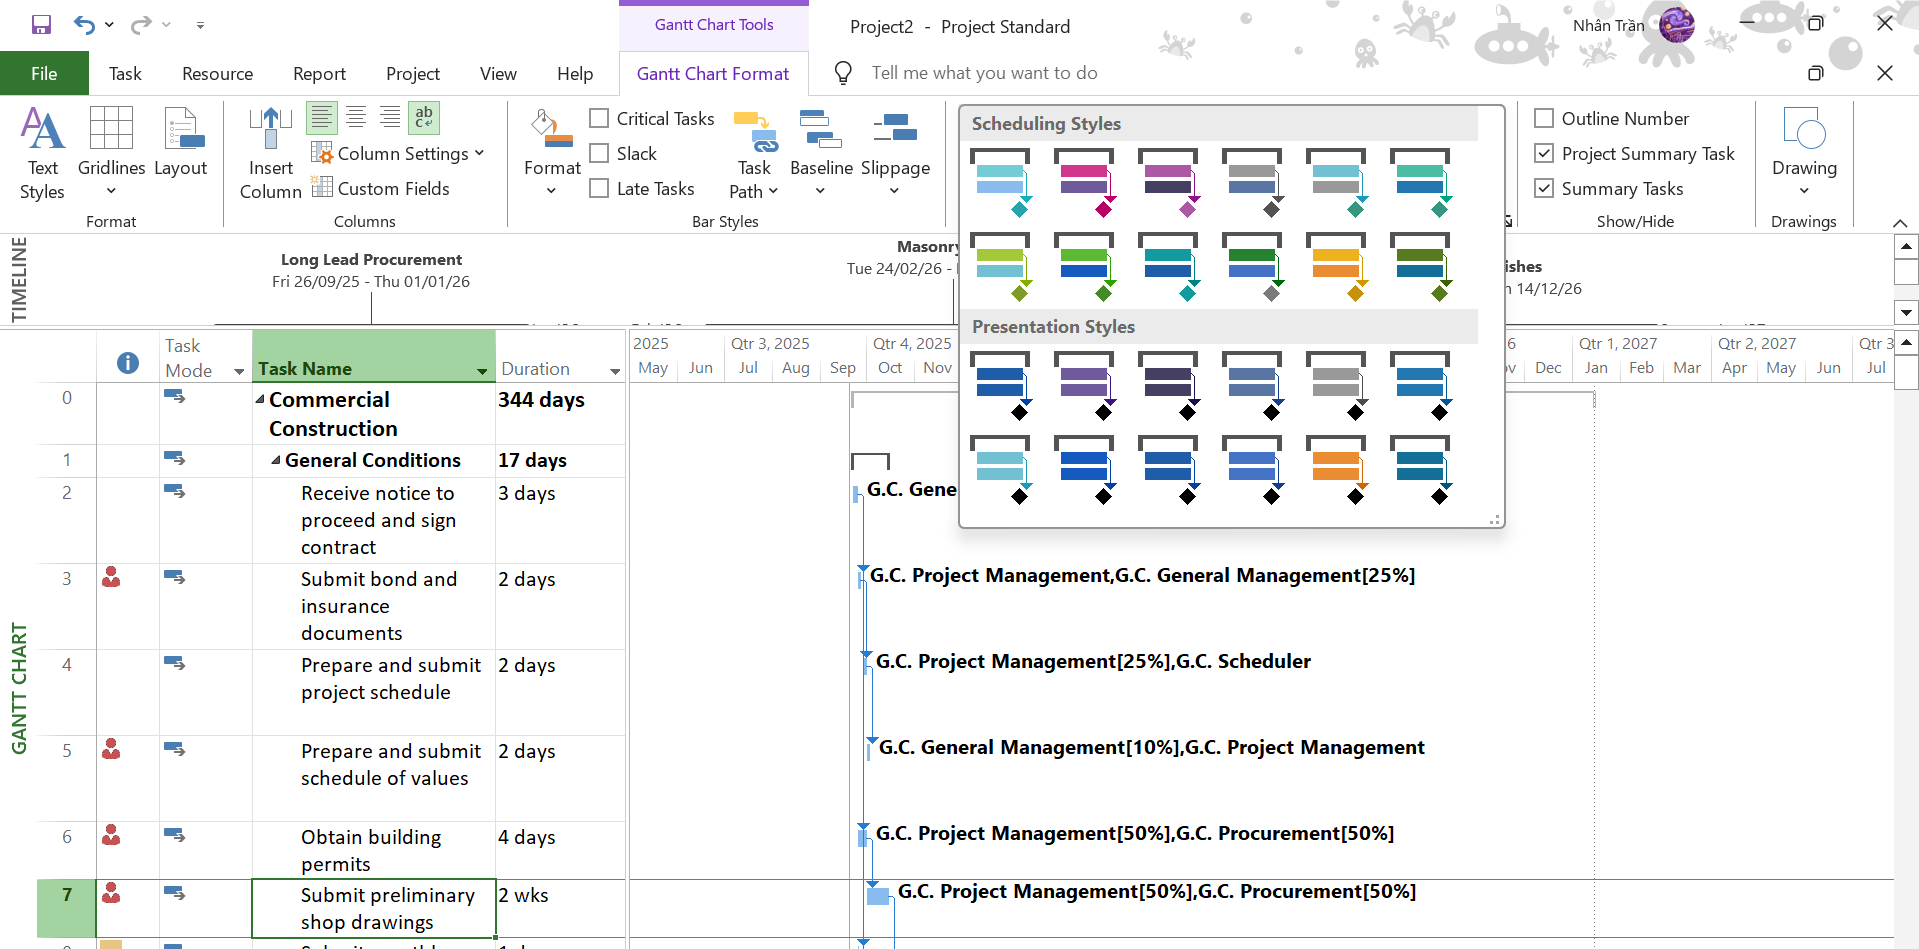 Gantt Chart Tools
Project2 - Project Standard
Nhân Trần
File
Task
Resource
Report
Project
View
Help
Gantt Chart Format
Tell me what you want to do
Text Styles
Gridlines
Layout
Format
Insert Column
ab
c
Column Settings
Custom Fields
Columns
Format
Critical Tasks
Slack
Late Tasks
Task Path
Baseline
Slippage
Bar Styles
Scheduling Styles
Presentation Styles
Outline Number
Project Summary Task
Summary Tasks
Show/Hide
Drawing
Drawings
TIMELINE
Long Lead Procurement
Fri 26/09/25 - Thu 01/01/26
Masonry
Tue 24/02/26 -
ishes
14/12/26
GANTT CHART
Task Mode
Task Name
Duration
2025
Qtr 3, 2025
Qtr 4, 2025
6
Qtr 1, 2027
Qtr 2, 2027
Qtr 3
May Jun Jul Aug Sep Oct Nov
ov Dec Jan Feb Mar Apr May Jun Jul
0
Commercial
Construction
344 days
1
General Conditions
17 days
2
Receive notice to
proceed and sign
contract
3 days
G.C. Gene
3
Submit bond and
insurance
documents
2 days
G.C. Project Management,G.C. General Management[25%]
4
Prepare and submit
project schedule
2 days
G.C. Project Management[25%],G.C. Scheduler
5
Prepare and submit
schedule of values
2 days
G.C. General Management[10%],G.C. Project Management
6
Obtain building
permits
4 days
G.C. Project Management[50%],G.C. Procurement[50%]
7
Submit preliminary
shop drawings
2 wks
G.C. Project Management[50%],G.C. Procurement[50%]